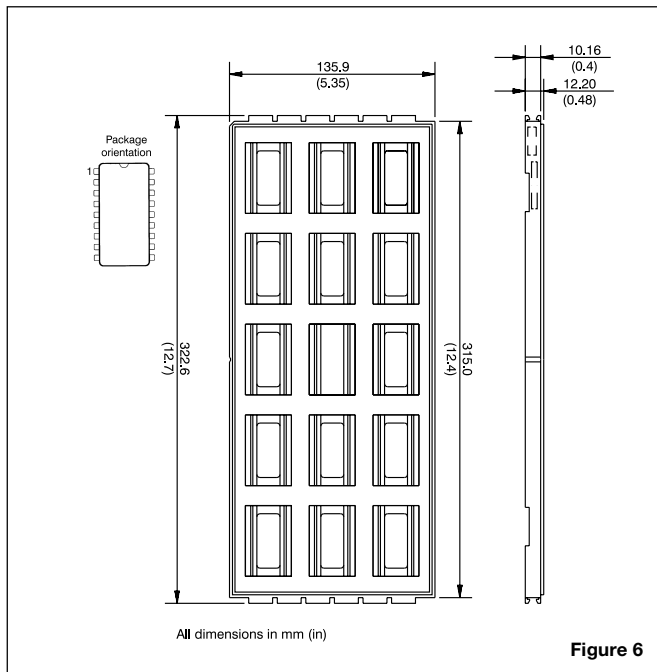 135.9
(5.35)
10.16
(0.4)
12.20
(0.48)
Package
orientation
1
322.6
(12.7)
315.0
(12.4)
All dimensions in mm (in)
Figure 6